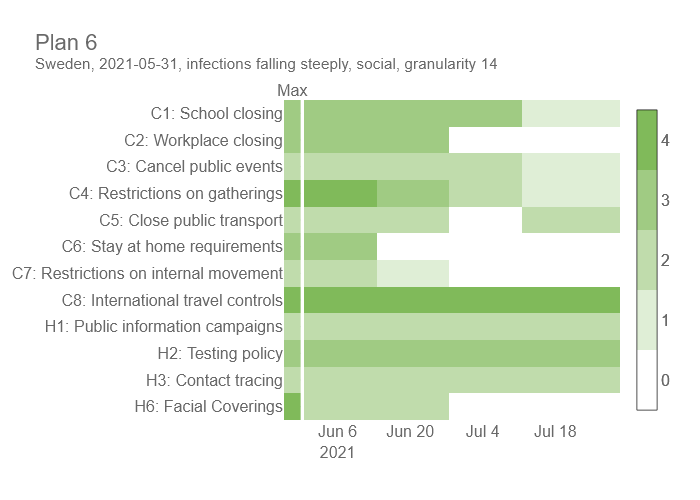 Plan 6
Sweden, 2021-05-31, infections falling steeply, social, granularity 14
Max
C1: School closing
C2: Workplace closing
C3: Cancel public events
C4: Restrictions on gatherings
C5: Close public transport
C6: Stay at home requirements
C7: Restrictions on internal movement
C8: International travel controls
H1: Public information campaigns
H2: Testing policy
H3: Contact tracing
H6: Facial Coverings
Jun 6 Jun 20 Jul 4 Jul 18
2021
4
3
2
1
0